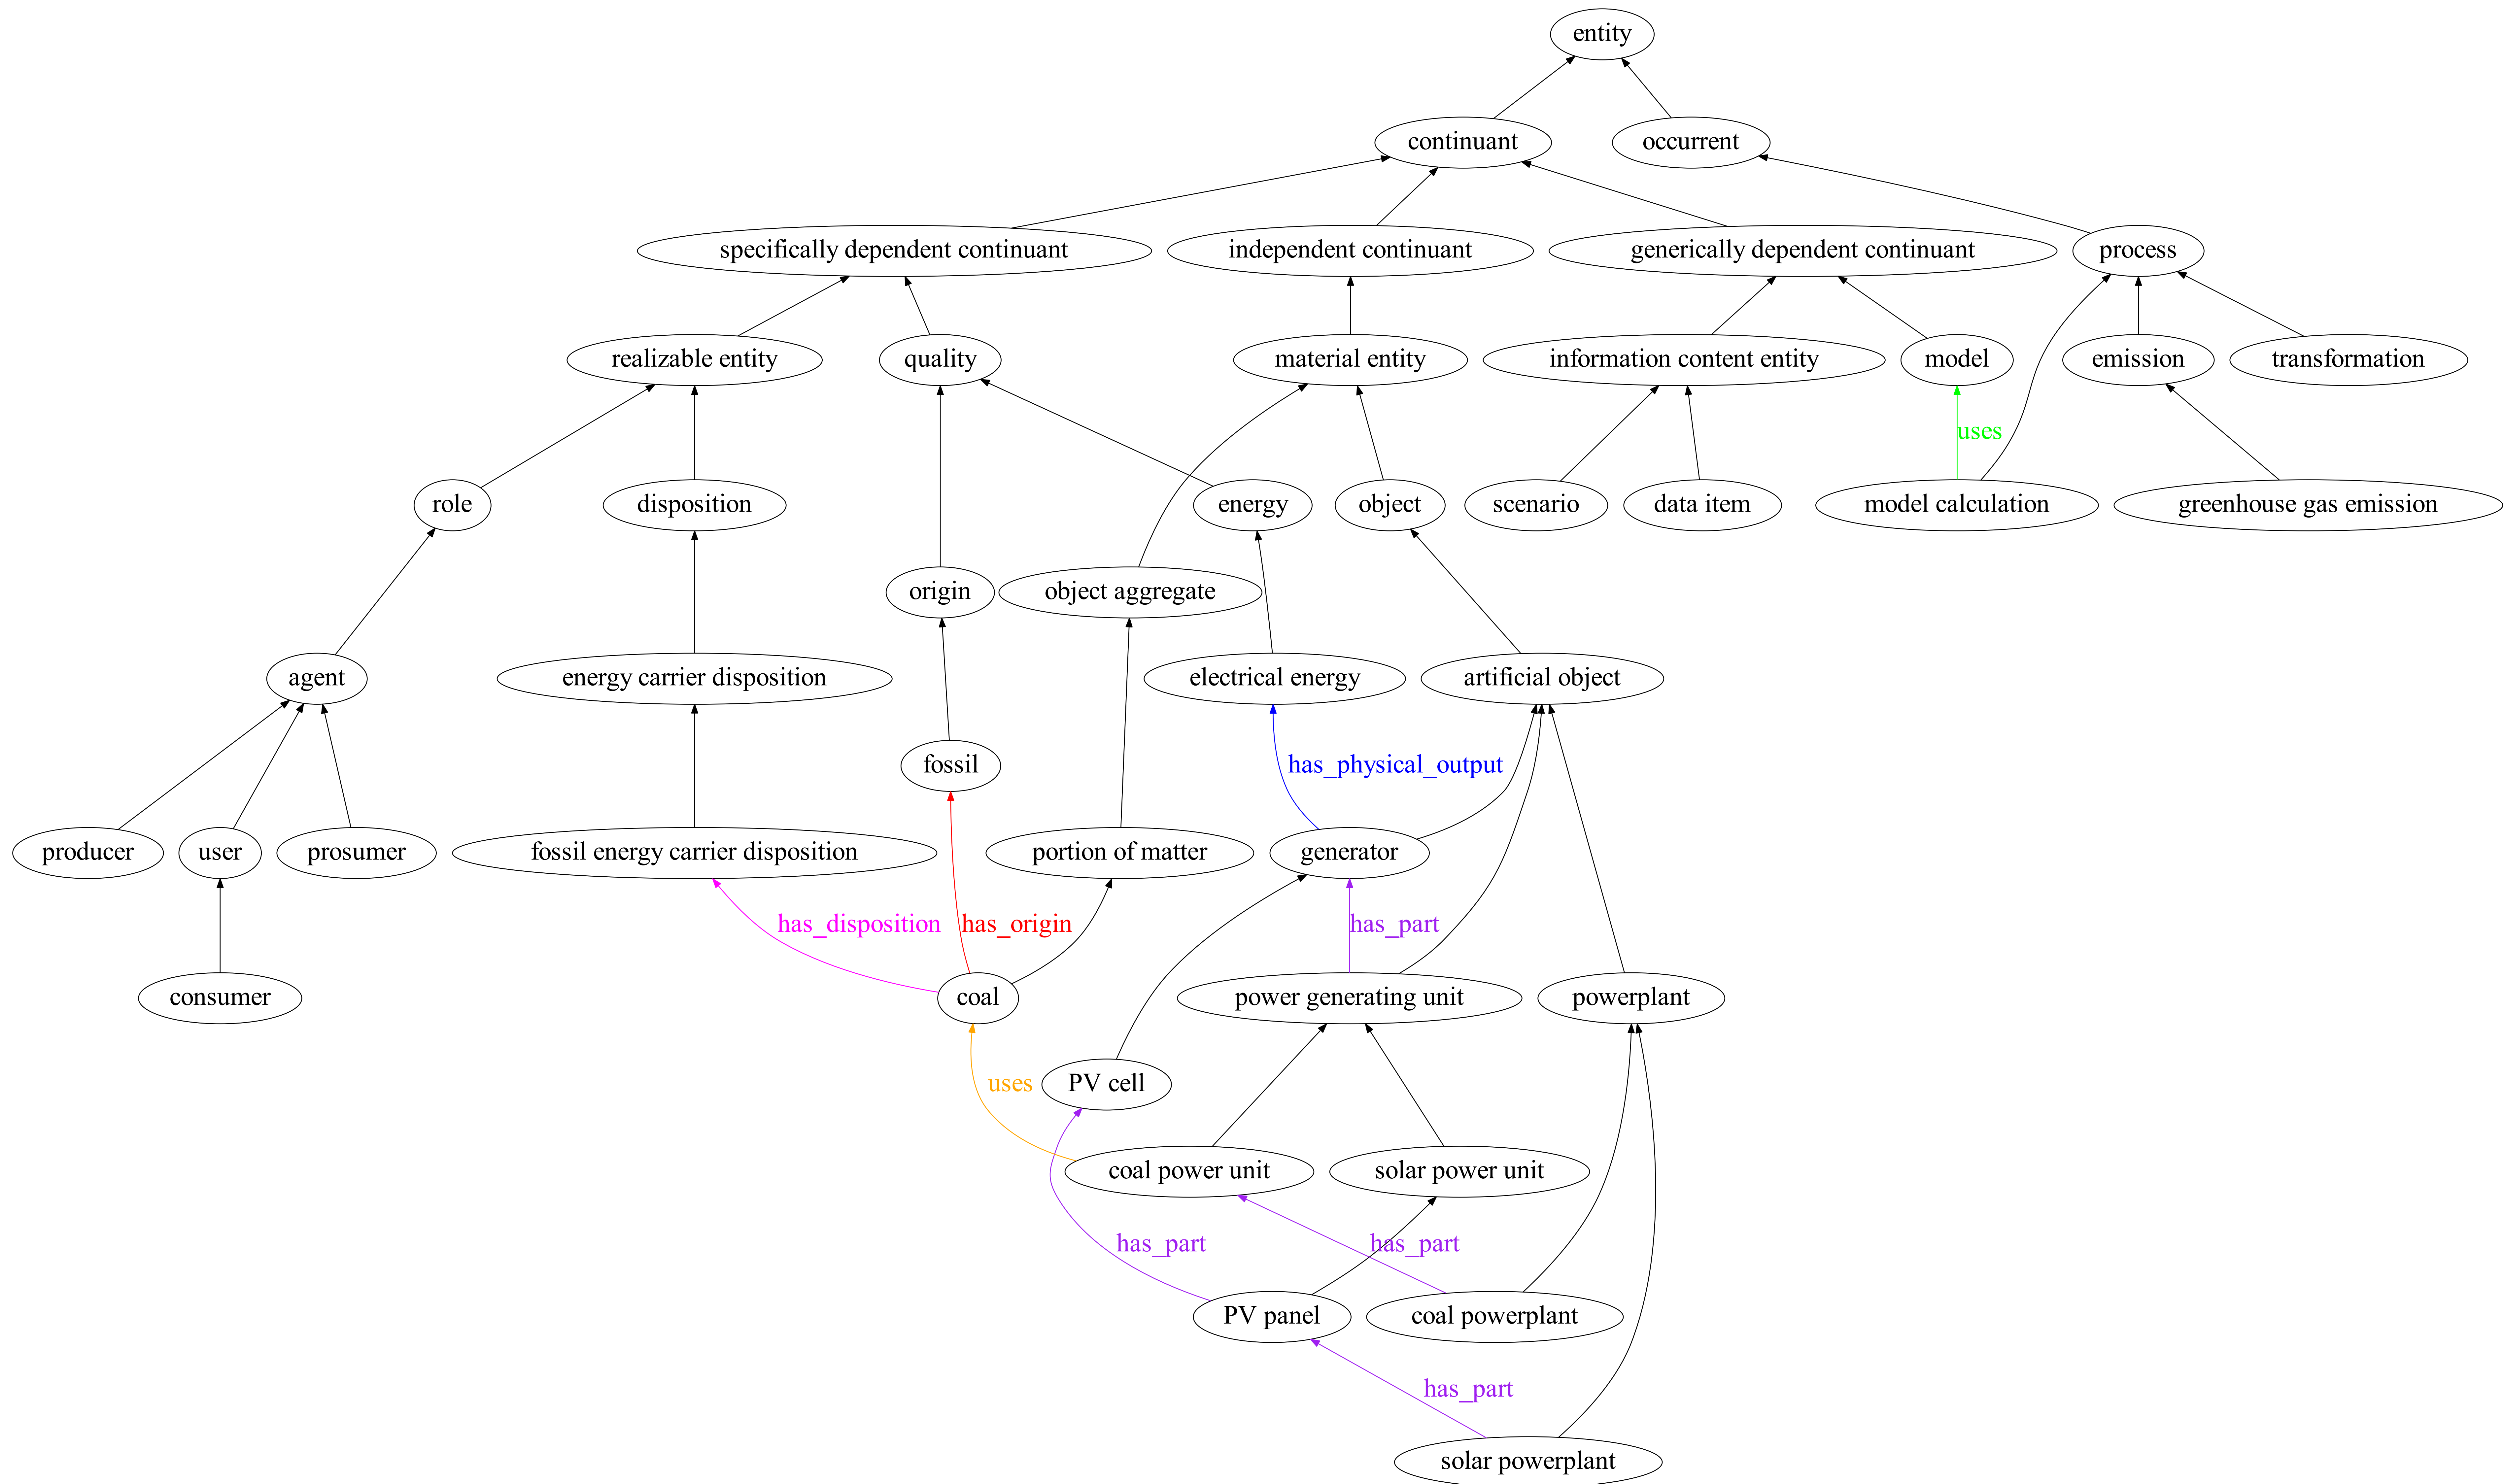 entity
continuant
occurrent
specifically dependent continuant
independent continuant
generically dependent continuant
process
realizable entity
quality
material entity
information content entity
model
emission
transformation
uses
role
disposition
energy
object
scenario
data item
model calculation
greenhouse gas emission
origin
object aggregate
agent
energy carrier disposition
electrical energy
artificial object
fossil
has_physical_output
producer
user
prosumer
fossil energy carrier disposition
portion of matter
generator
has_disposition
has_origin
has_part
consumer
coal
power generating unit
powerplant
uses
PV cell
coal power unit
solar power unit
has_part
has_part
PV panel
coal powerplant
has_part
solar powerplant